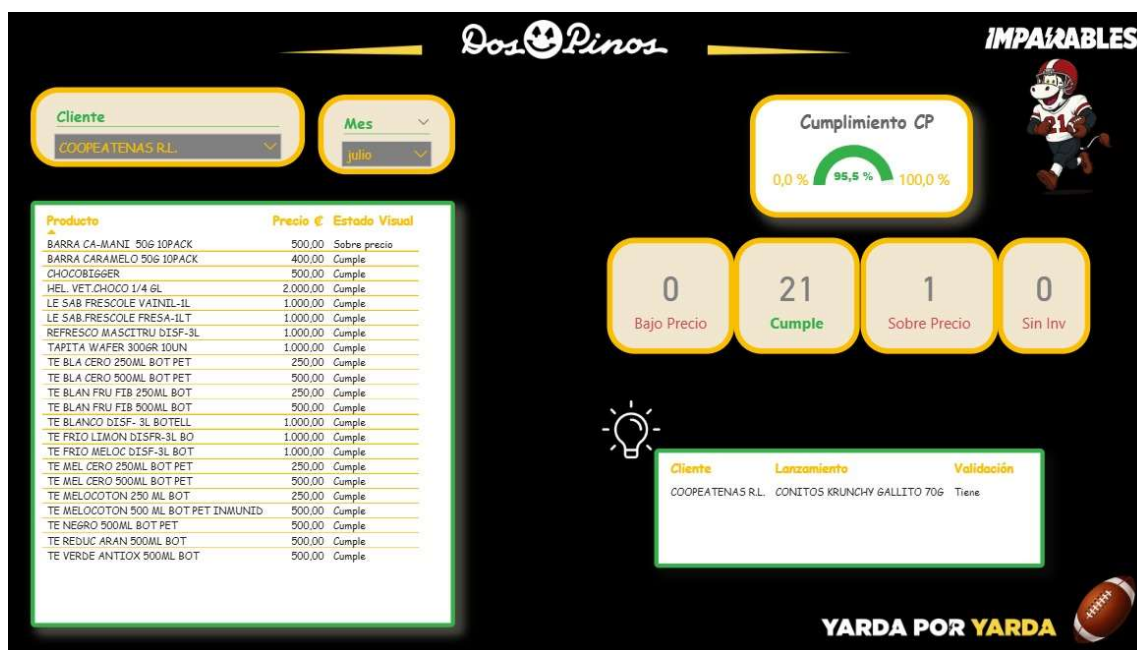 Dos Pinos
IMPARABLES
Cliente
COOPEATENAS R.L.
Mes
julio
Cumplimiento CP
0,0 %
95,5 %
100,0 %
21
Producto Precio ₡ Estado Visual
BARRA CA-MANI 50G 10PACK 500,00 Sobre precio
BARRA CARAMELO 50G 10PACK 400,00 Cumple
CHOCOBIGGER 500,00 Cumple
HEL. VET.CHOCO 1/4 GL 2.000,00 Cumple
LE SAB FRESCOLE VAINIL-1L 1.000,00 Cumple
LE SAB.FRESCOLE FRESA-1LT 1.000,00 Cumple
REFRESCO MASCITRU DISF-3L 1.000,00 Cumple
TAPITA WAFER 300GR 10UN 1.000,00 Cumple
TE BLA CERO 250ML BOT PET 250,00 Cumple
TE BLA CERO 500ML BOT PET 500,00 Cumple
TE BLAN FRU FIB 250ML BOT 250,00 Cumple
TE BLAN FRU FIB 500ML BOT 500,00 Cumple
TE BLANCO DISF- 3L BOTELL 1.000,00 Cumple
TE FRIO LIMON DISFR-3L BO 1.000,00 Cumple
TE FRIO MELOC DISF-3L BOT 1.000,00 Cumple
TE MEL CERO 250ML BOT PET 250,00 Cumple
TE MEL CERO 500ML BOT PET 500,00 Cumple
TE MELOCOTON 250 ML BOT 250,00 Cumple
TE MELOCOTON 500 ML BOT PET INMUNID 500,00 Cumple
TE NEGRO 500ML BOT PET 500,00 Cumple
TE REDUC ARAN 500ML BOT 500,00 Cumple
TE VERDE ANTIOX 500ML BOT 500,00 Cumple
0
Bajo Precio
21
Cumple
1
Sobre Precio
0
Sin Inv
Cliente Lanzamiento Validación
COOPEATENAS R.L. CONITOS KRUNCHY GALLITO 70G Tiene
YARDA POR YARDA